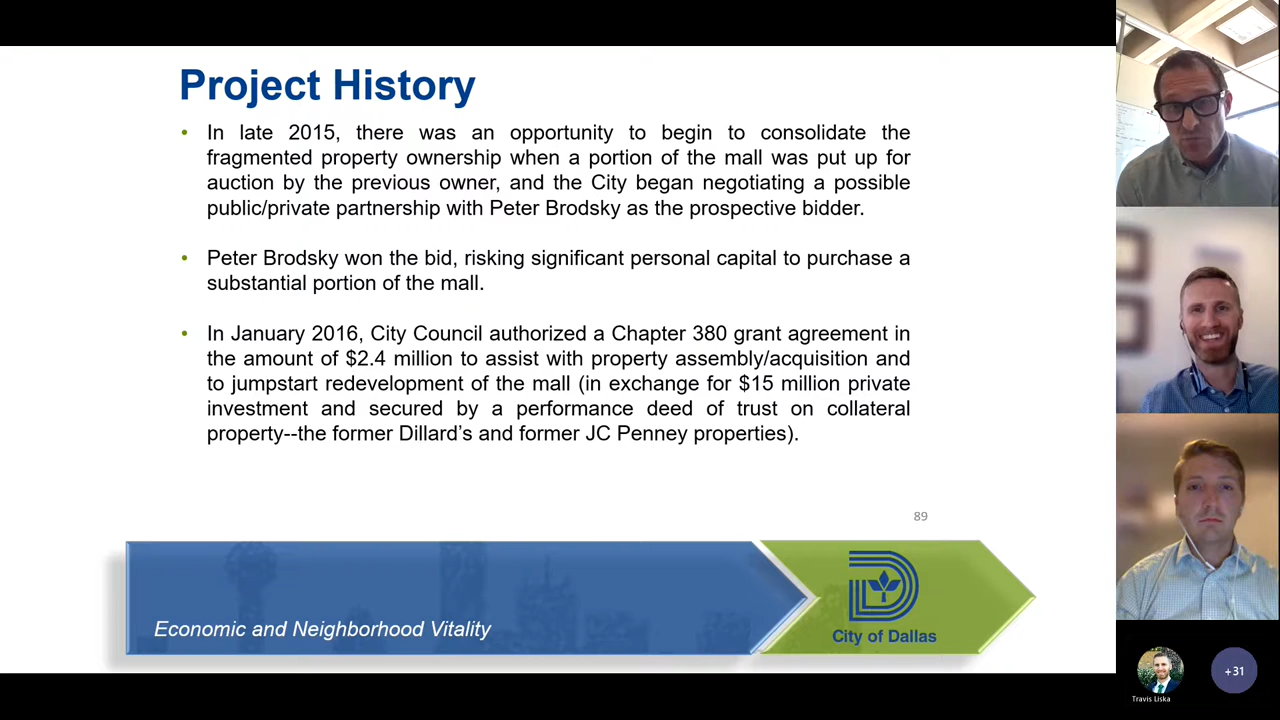 Project History
• In late 2015, there was an opportunity to begin to consolidate the
fragmented property ownership when a portion of the mall was put up for
auction by the previous owner, and the City began negotiating a possible
public/private partnership with Peter Brodsky as the prospective bidder.
• Peter Brodsky won the bid, risking significant personal capital to purchase a
substantial portion of the mall.
• In January 2016, City Council authorized a Chapter 380 grant agreement in
the amount of $2.4 million to assist with property assembly/acquisition and
to jumpstart redevelopment of the mall (in exchange for $15 million private
investment and secured by a performance deed of trust on collateral
property--the former Dillard's and former JC Penney properties).
89
Economic and Neighborhood Vitality
City of Dallas
Travis Liska
+31